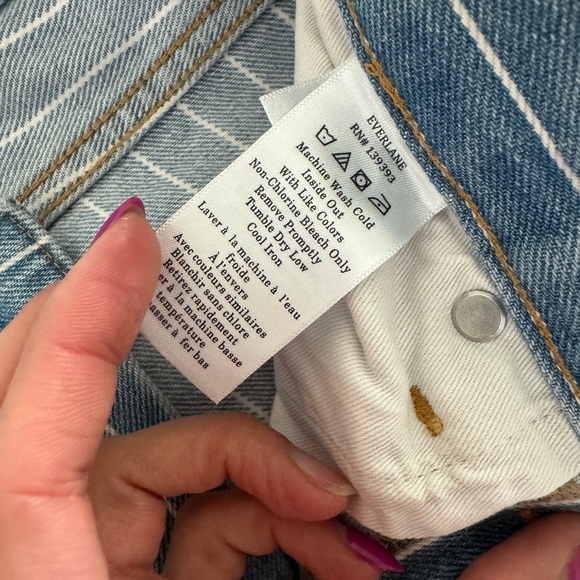 EVERLANE
RN# 139393
Machine Wash Cold
Inside Out
With Like Colors
Non-Chlorine Bleach Only
Remove Promptly
Tumble Dry Low
Cool Iron
Laver à la machine à l'eau
froide
À l'envers
Avec couleurs similaires
Blanchir sans chlore
Retirez rapidement
à la machine basse
température
à fer bas